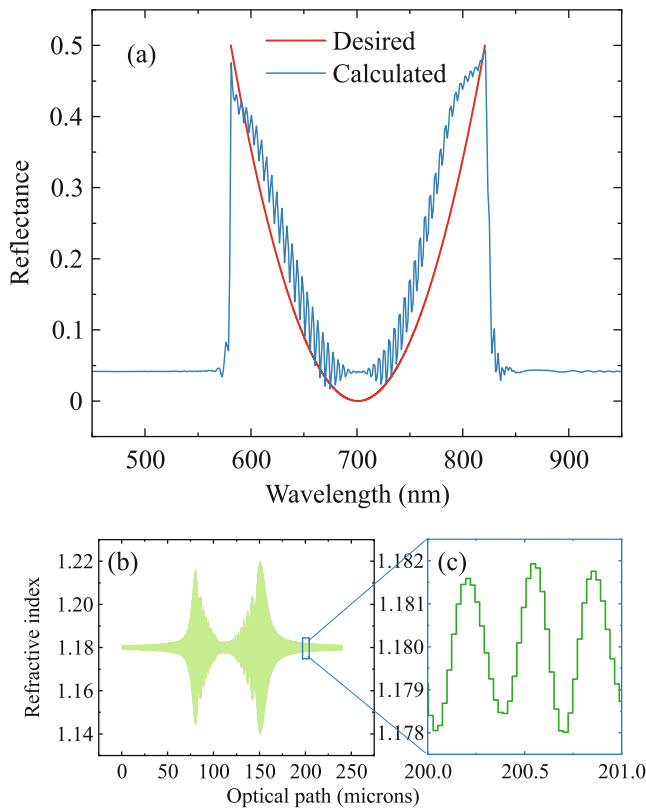 (a)
Desired
Calculated
0.5
0.4
0.3
0.2
0.1
0
Reflectance
500 600 700 800 900
Wavelength (nm)
(b)
1.22
1.20
1.18
1.16
1.14
Refractive index
0 50 100 150 200 250
Optical path (microns)
(c)
1.182
1.181
1.180
1.179
1.178
200.0 200.5 201.0